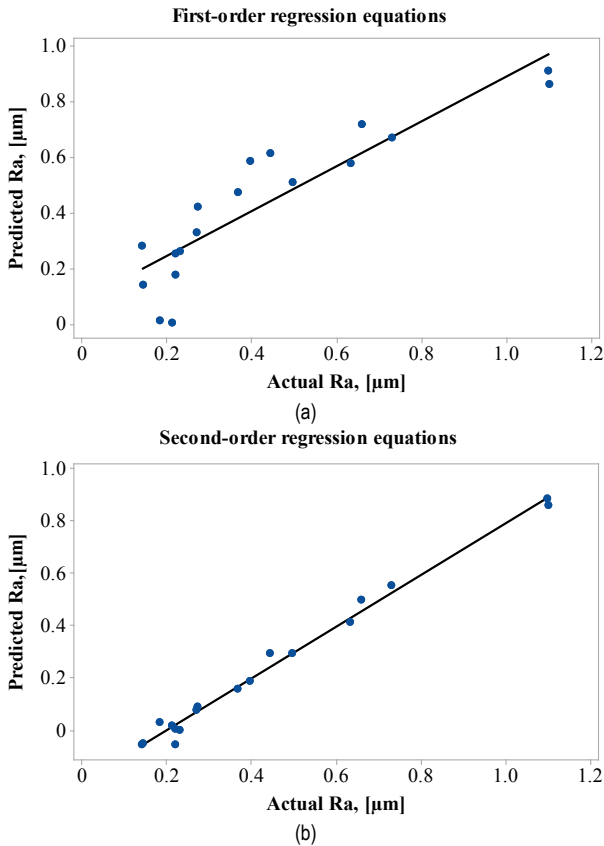 First-order regression equations
1.0
0.8
0.6
0.4
0.2
0
Predicted Ra, [µm]
0 0.2 0.4 0.6 0.8 1.0 1.2
Actual Ra, [µm]
(a)
Second-order regression equations
1.0
0.8
0.6
0.4
0.2
0
Predicted Ra,[µm]
0 0.2 0.4 0.6 0.8 1.0 1.2
Actual Ra, [µm]
(b)